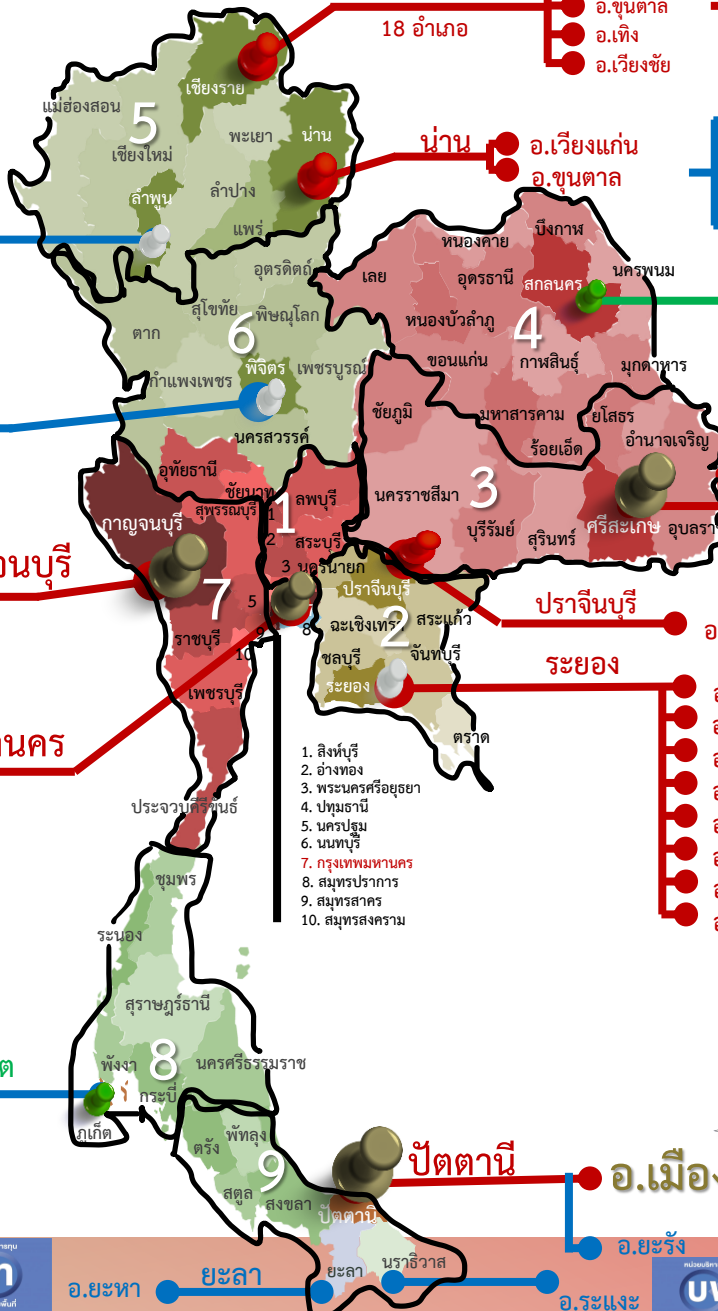 อ.ขุนตาล
18 อำเภอ
อ.เทิง
อ.เวียงชัย
เชียงราย
แม่ฮ่องสอน
5
เชียงใหม่
พะเยา
น่าน
น่าน
อ.เวียงแก่น
อ.ขุนตาล
ลำพูน
ลำปาง
แพร่
อุตรดิตถ์
หนองคาย
บึงกาฬ
เลย
อุดรธานี
สกลนคร
นครพนม
ตาก
สุโขทัย
พิษณุโลก
6
หนองบัวลำภู
4
กำแพงเพชร
พิจิตร
เพชรบูรณ์
ขอนแก่น
กาฬสินธุ์
มุกดาหาร
นครสวรรค์
ชัยภูมิ
มหาสารคาม
ยโสธร
ร้อยเอ็ด
อำนาจเจริญ
อุทัยธานี
ชัยนาท
1
ลพบุรี
นครราชสีมา
3
กาญจนบุรี
สุพรรณบุรี
1
2
สระบุรี
บุรีรัมย์
สุรินทร์
ศรีสะเกษ
อุบลรา
จนบุรี
3
นครนายก
7
5
ปราจีนบุรี
2
ฉะเชิงเทรา
สระแก้ว
ปราจีนบุรี
ราชบุรี
9
8
10
ชลบุรี
จันทบุรี
ระยอง
ระยอง
เพชรบุรี
านคร
ตราด
1. สิงห์บุรี
2. อ่างทอง
3. พระนครศรีอยุธยา
4. ปทุมธานี
5. นครปฐม
6. นนทบุรี
7. กรุงเทพมหานคร
8. สมุทรปราการ
9. สมุทรสาคร
10. สมุทรสงคราม
ประจวบคีรีขันธ์
ชุมพร
ระนอง
สุราษฎร์ธานี
8
พังงา
นครศรีธรรมราช
กระบี่
ภูเก็ต
ตรัง
พัทลุง
9
สตูล
สงขลา
ปัตตานี
อ.เมือง
ปัตตานี
อ.ยะรัง
อ.ยะหา
ยะลา
ยะลา
นราธิวาส
อ.ระแงะ